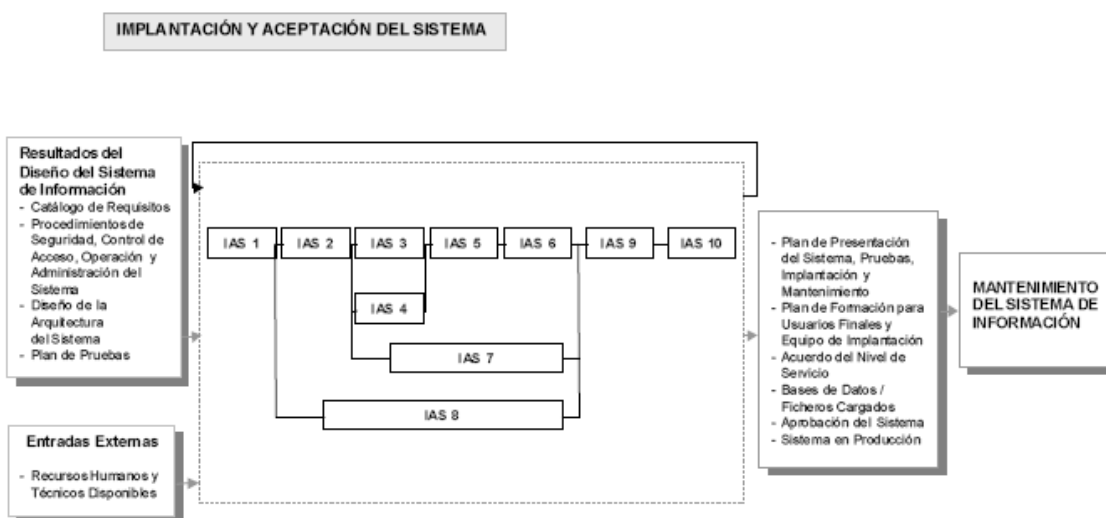 IMPLANTACIÓN Y ACEPTACIÓN DEL SISTEMA
Resultados del
Diseño del Sistema
de Información
- Catálogo de Requisitos
- Procedimientos de
Seguridad, Control de
Acceso, Operación y
Administración del
Sistema
- Diseño de la
Arquitectura
del Sistema
- Plan de Pruebas
Entradas Externas
- Recursos Humanos y
Técnicos Disponibles
IAS 1
IAS 2
IAS 3
IAS 5
IAS 6
IAS 9
IAS 10
IAS 4
IAS 7
IAS 8
- Plan de Presentación
del Sistema, Pruebas,
Implantación y
Mantenimiento
- Plan de Formación para
Usuarios Finales y
Equipo de Implantación
- Acuerdo del Nivel de
Servicio
- Bases de Datos /
Ficheros Cargados
- Aprobación del Sistema
- Sistema en Producción
MANTENIMIENTO
DEL SISTEMA DE
INFORMACIÓN